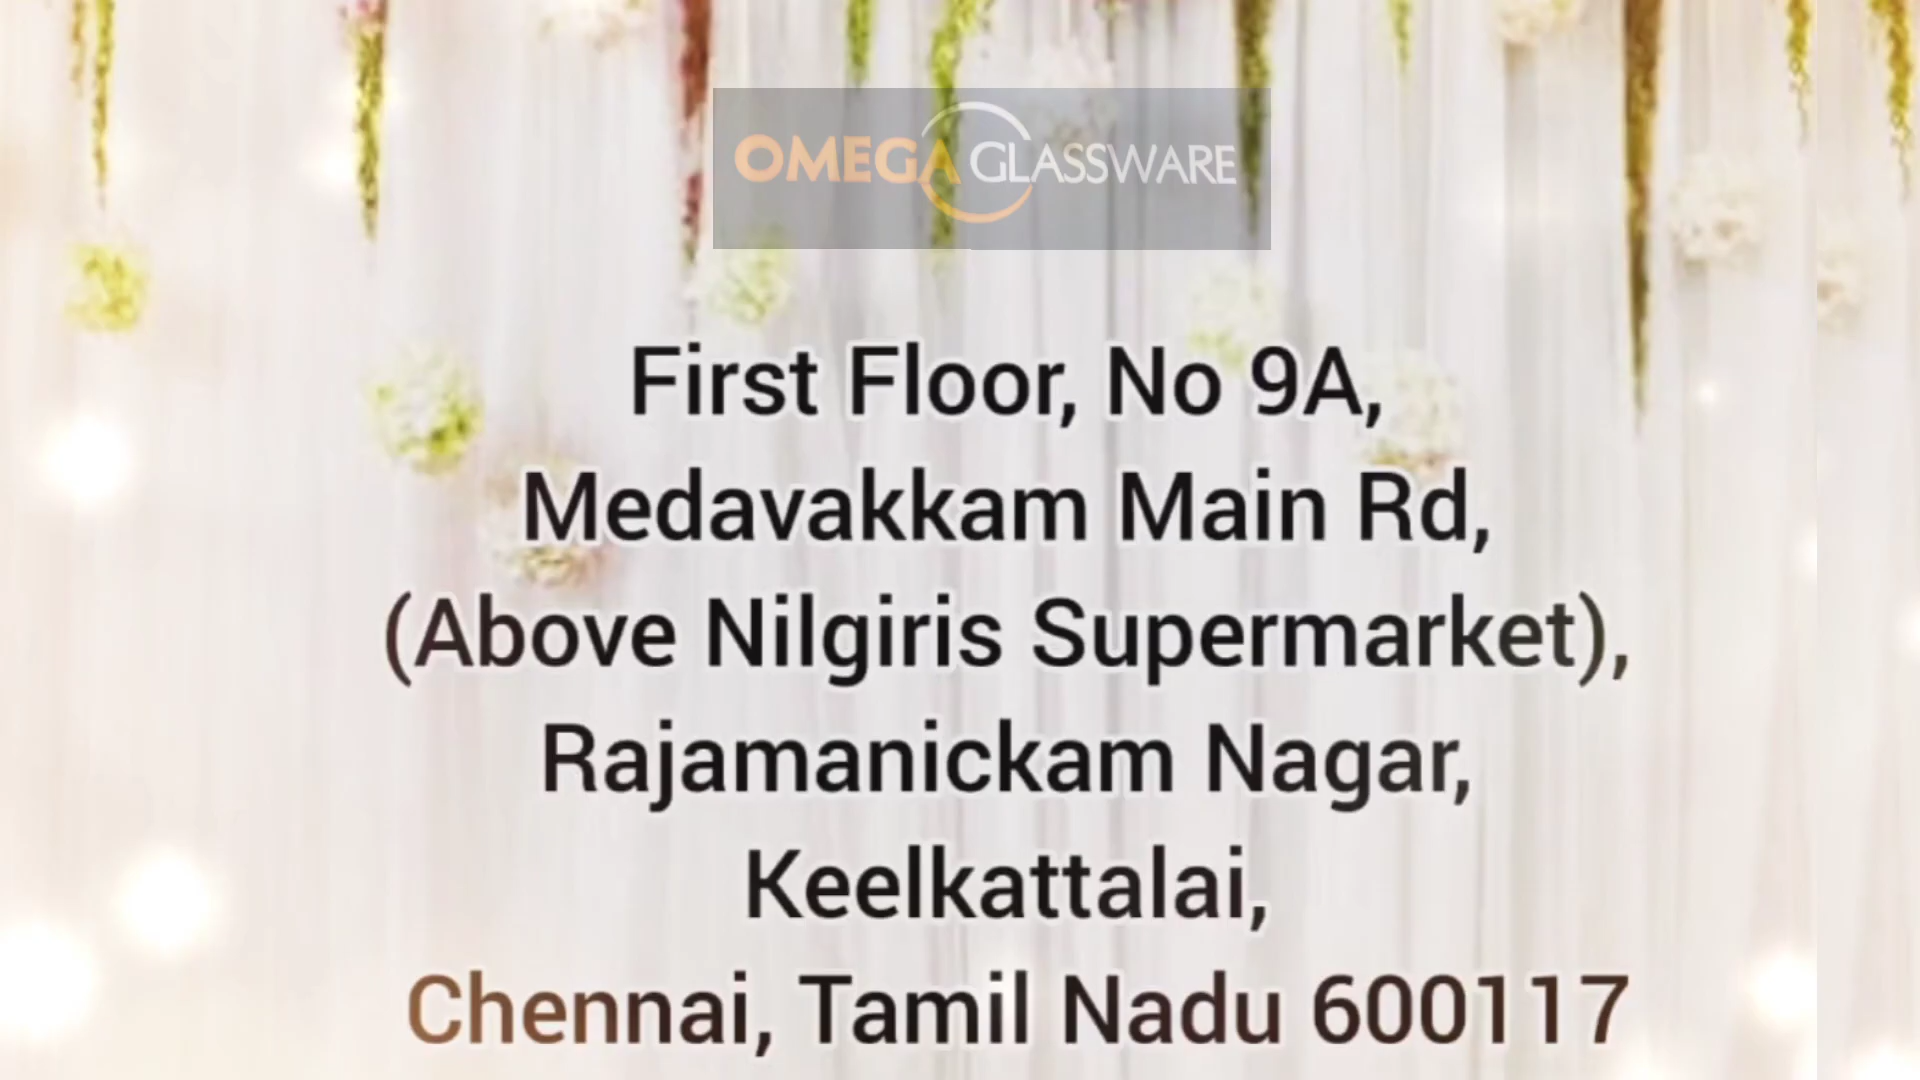 OMEGA GLASSWARE
First Floor, No 9A,
Medavakkam Main Rd,
(Above Nilgiris Supermarket),
Rajamanickam Nagar,
Keelkattalai,
Chennai, Tamil Nadu 600117